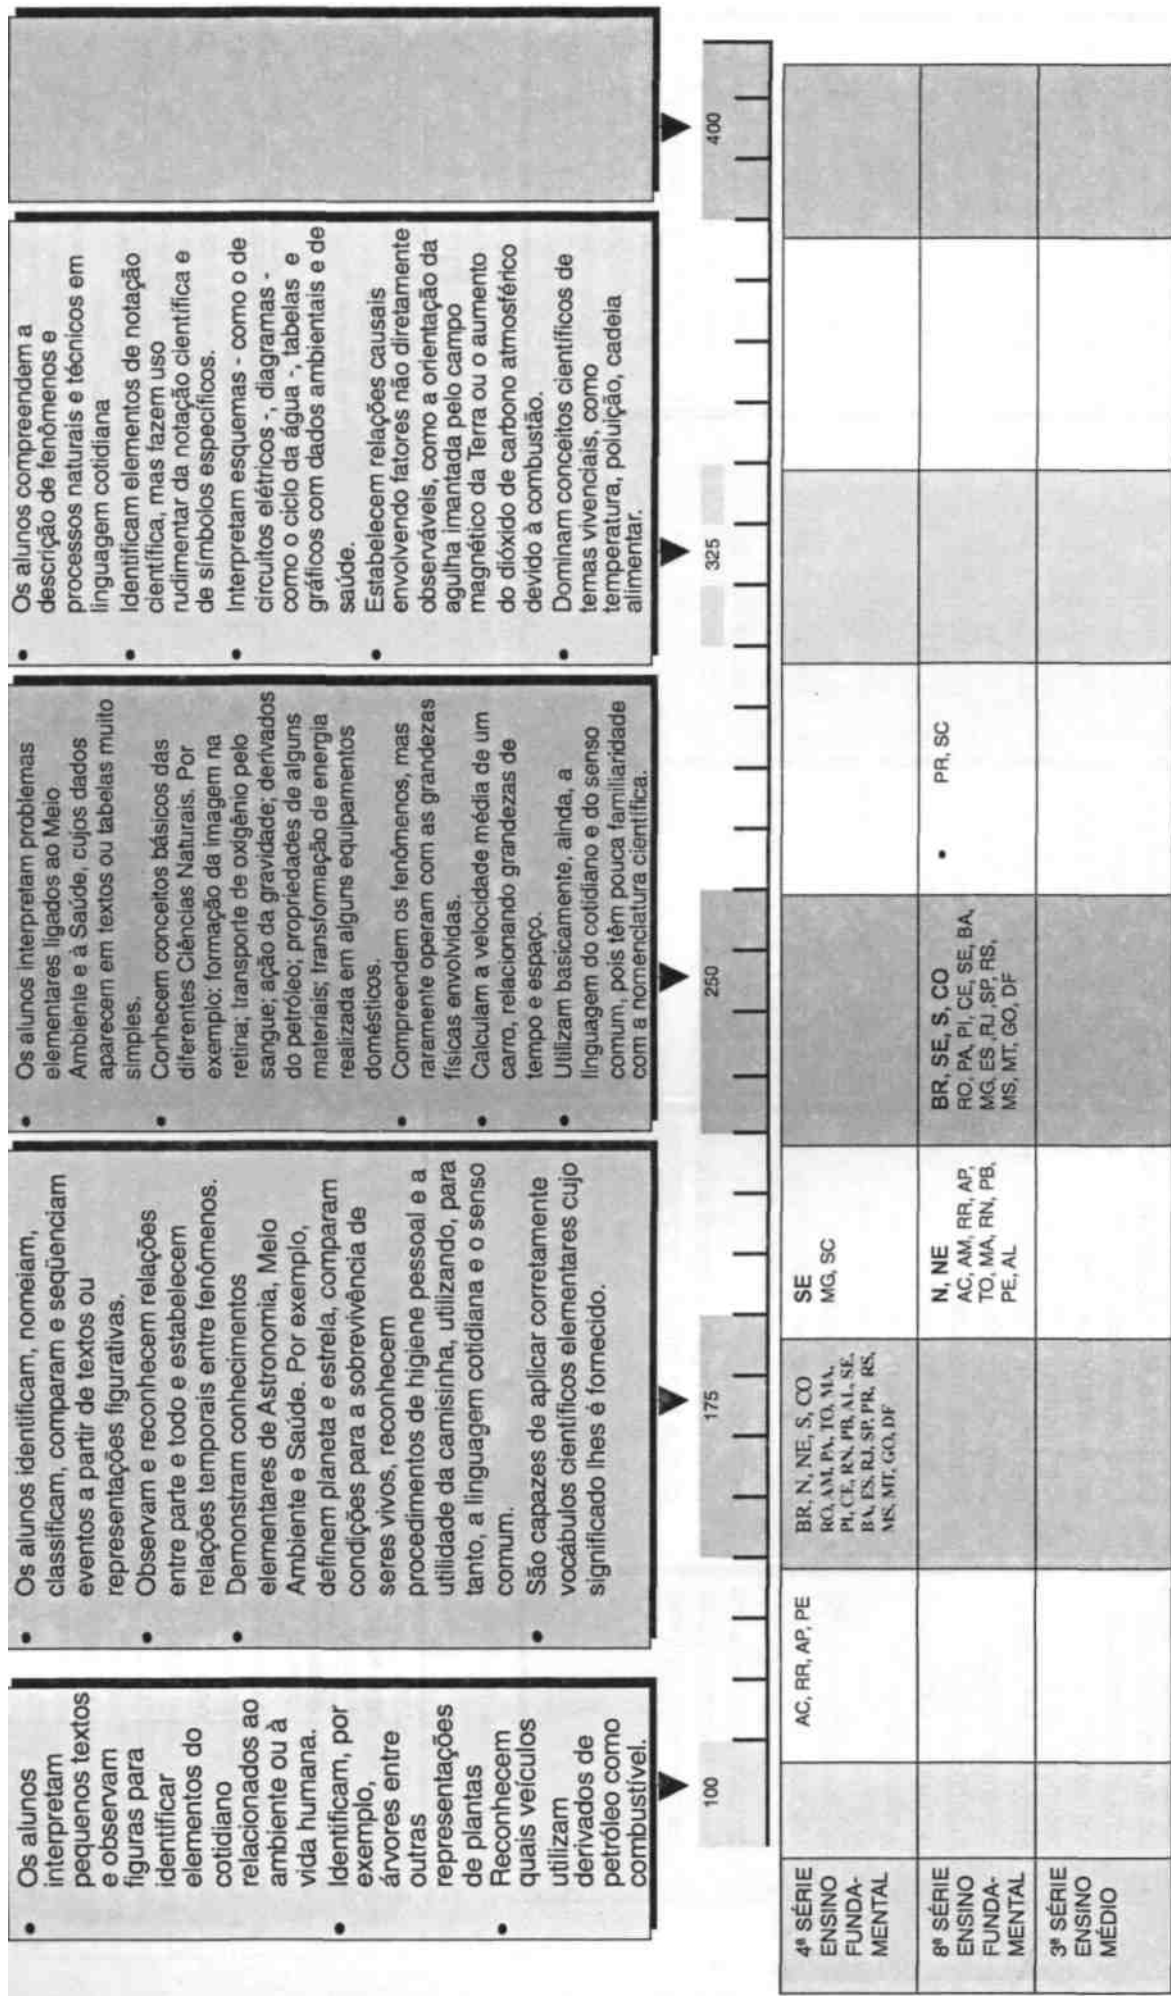 • Os alunos
interpretam
pequenos textos
e observam
figuras para
identificar
elementos do
cotidiano
relacionados ao
ambiente ou à
vida humana.
• Identificam, por
exemplo,
árvores entre
outras
representações
de plantas
• Reconhecem
quais veículos
utilizam
derivados de
petróleo como
combustível.
• Os alunos identificam, nomeiam,
classificam, comparam e seqüenciam
eventos a partir de textos ou
representações figurativas.
• Observam e reconhecem relações
entre parte e todo e estabelecem
relações temporais entre fenômenos.
• Demonstram conhecimentos
elementares de Astronomia, Meio
Ambiente e Saúde. Por exemplo,
definem planeta e estrela, comparam
condições para a sobrevivência de
seres vivos, reconhecem
procedimentos de higiene pessoal e a
utilidade da camisinha, utilizando, para
tanto, a linguagem cotidiana e o senso
comum.
• São capazes de aplicar corretamente
vocábulos científicos elementares cujo
significado lhes é fornecido.
• Os alunos interpretam problemas
elementares ligados ao Meio
Ambiente e à Saúde, cujos dados
aparecem em textos ou tabelas muito
simples.
• Conhecem conceitos básicos das
diferentes Ciências Naturais. Por
exemplo: formação da imagem na
retina; transporte de oxigênio pelo
sangue; ação da gravidade; derivados
do petróleo; propriedades de alguns
materiais; transformação de energia
realizada em alguns equipamentos
domésticos.
• Compreendem os fenômenos, mas
raramente operam com as grandezas
físicas envolvidas.
• Calculam a velocidade média de um
carro, relacionando grandezas de
tempo e espaço.
• Utilizam basicamente, ainda, a
linguagem do cotidiano e do senso
comum, pois têm pouca familiaridade
com a nomenclatura científica.
• Os alunos compreendem a
descrição de fenômenos e
processos naturais e técnicos em
linguagem cotidiana
• Identificam elementos de notação
científica, mas fazem uso
rudimentar da notação científica e
de símbolos específicos.
• Interpretam esquemas - como o de
circuitos elétricos -, diagramas -
como o ciclo da água -, tabelas e
gráficos com dados ambientais e de
saúde.
• Estabelecem relações causais
envolvendo fatores não diretamente
observáveis, como a orientação da
agulha imantada pelo campo
magnético da Terra ou o aumento
do dióxido de carbono atmosférico
devido à combustão.
• Dominam conceitos científicos de
temas vivenciais, como
temperatura, poluição, cadeia
alimentar.
100 175 250 325 400
4ª SÉRIE
ENSINO
FUNDA-
MENTAL
AC, RR, AP, PE
BR, N, NE, S, CO
RO, AM, PA, TO, MA,
PI, CE, RN, PB, AL, SE,
BA, ES, RJ, SP, PR, RS,
MS, MT, GO, DF
SE
MG, SC
8ª SÉRIE
ENSINO
FUNDA-
MENTAL
N, NE
AC, AM, RR, AP,
TO, MA, RN, PB,
PE, AL
BR, SE, S, CO
RO, PA, PI, CE, SE, BA,
MG, ES ,RJ ,SP, RS,
MS, MT, GO, DF
• PR, SC
3ª SÉRIE
ENSINO
MÉDIO